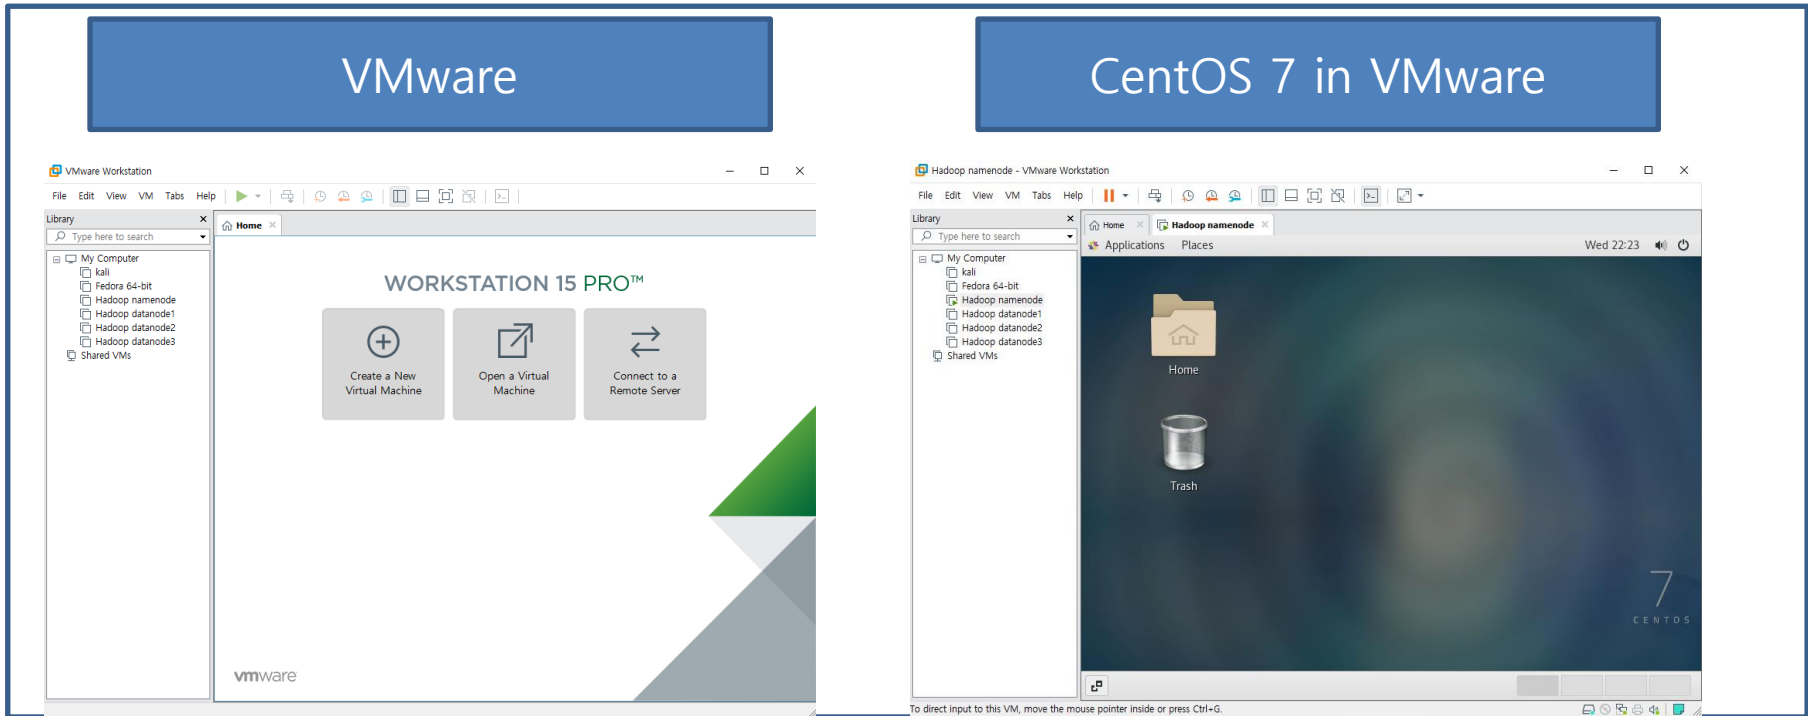 VMware
VMware Workstation
File Edit View VM Tabs Help
Library
Type here to search
My Computer
kali
Fedora 64-bit
Hadoop namenode
Hadoop datanode1
Hadoop datanode2
Hadoop datanode3
Shared VMs
Home
WORKSTATION 15 PRO™
Create a New
Virtual Machine
Open a Virtual
Machine
Connect to a
Remote Server
vmware
CentOS 7 in VMware
Hadoop namenode - VMware Workstation
File Edit View VM Tabs Help
Library
Type here to search
My Computer
kali
Fedora 64-bit
Hadoop namenode
Hadoop datanode1
Hadoop datanode2
Hadoop datanode3
Shared VMs
Home Hadoop namenode
Applications Places Wed 22:23
Home
Trash
7
CENTOS
To direct input to this VM, move the mouse pointer inside or press Ctrl+G.